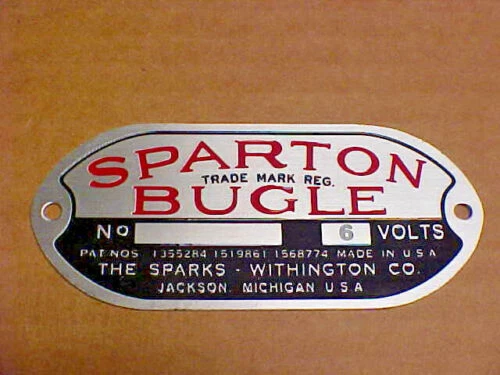 SPARTON
TRADE MARK REG.
BUGLE
No 6 VOLTS
PAT. NOS. 1355284 1519861 1568774 MADE IN U.S.A
THE SPARKS - WITHINGTON CO.
JACKSON, MICHIGAN U.S.A